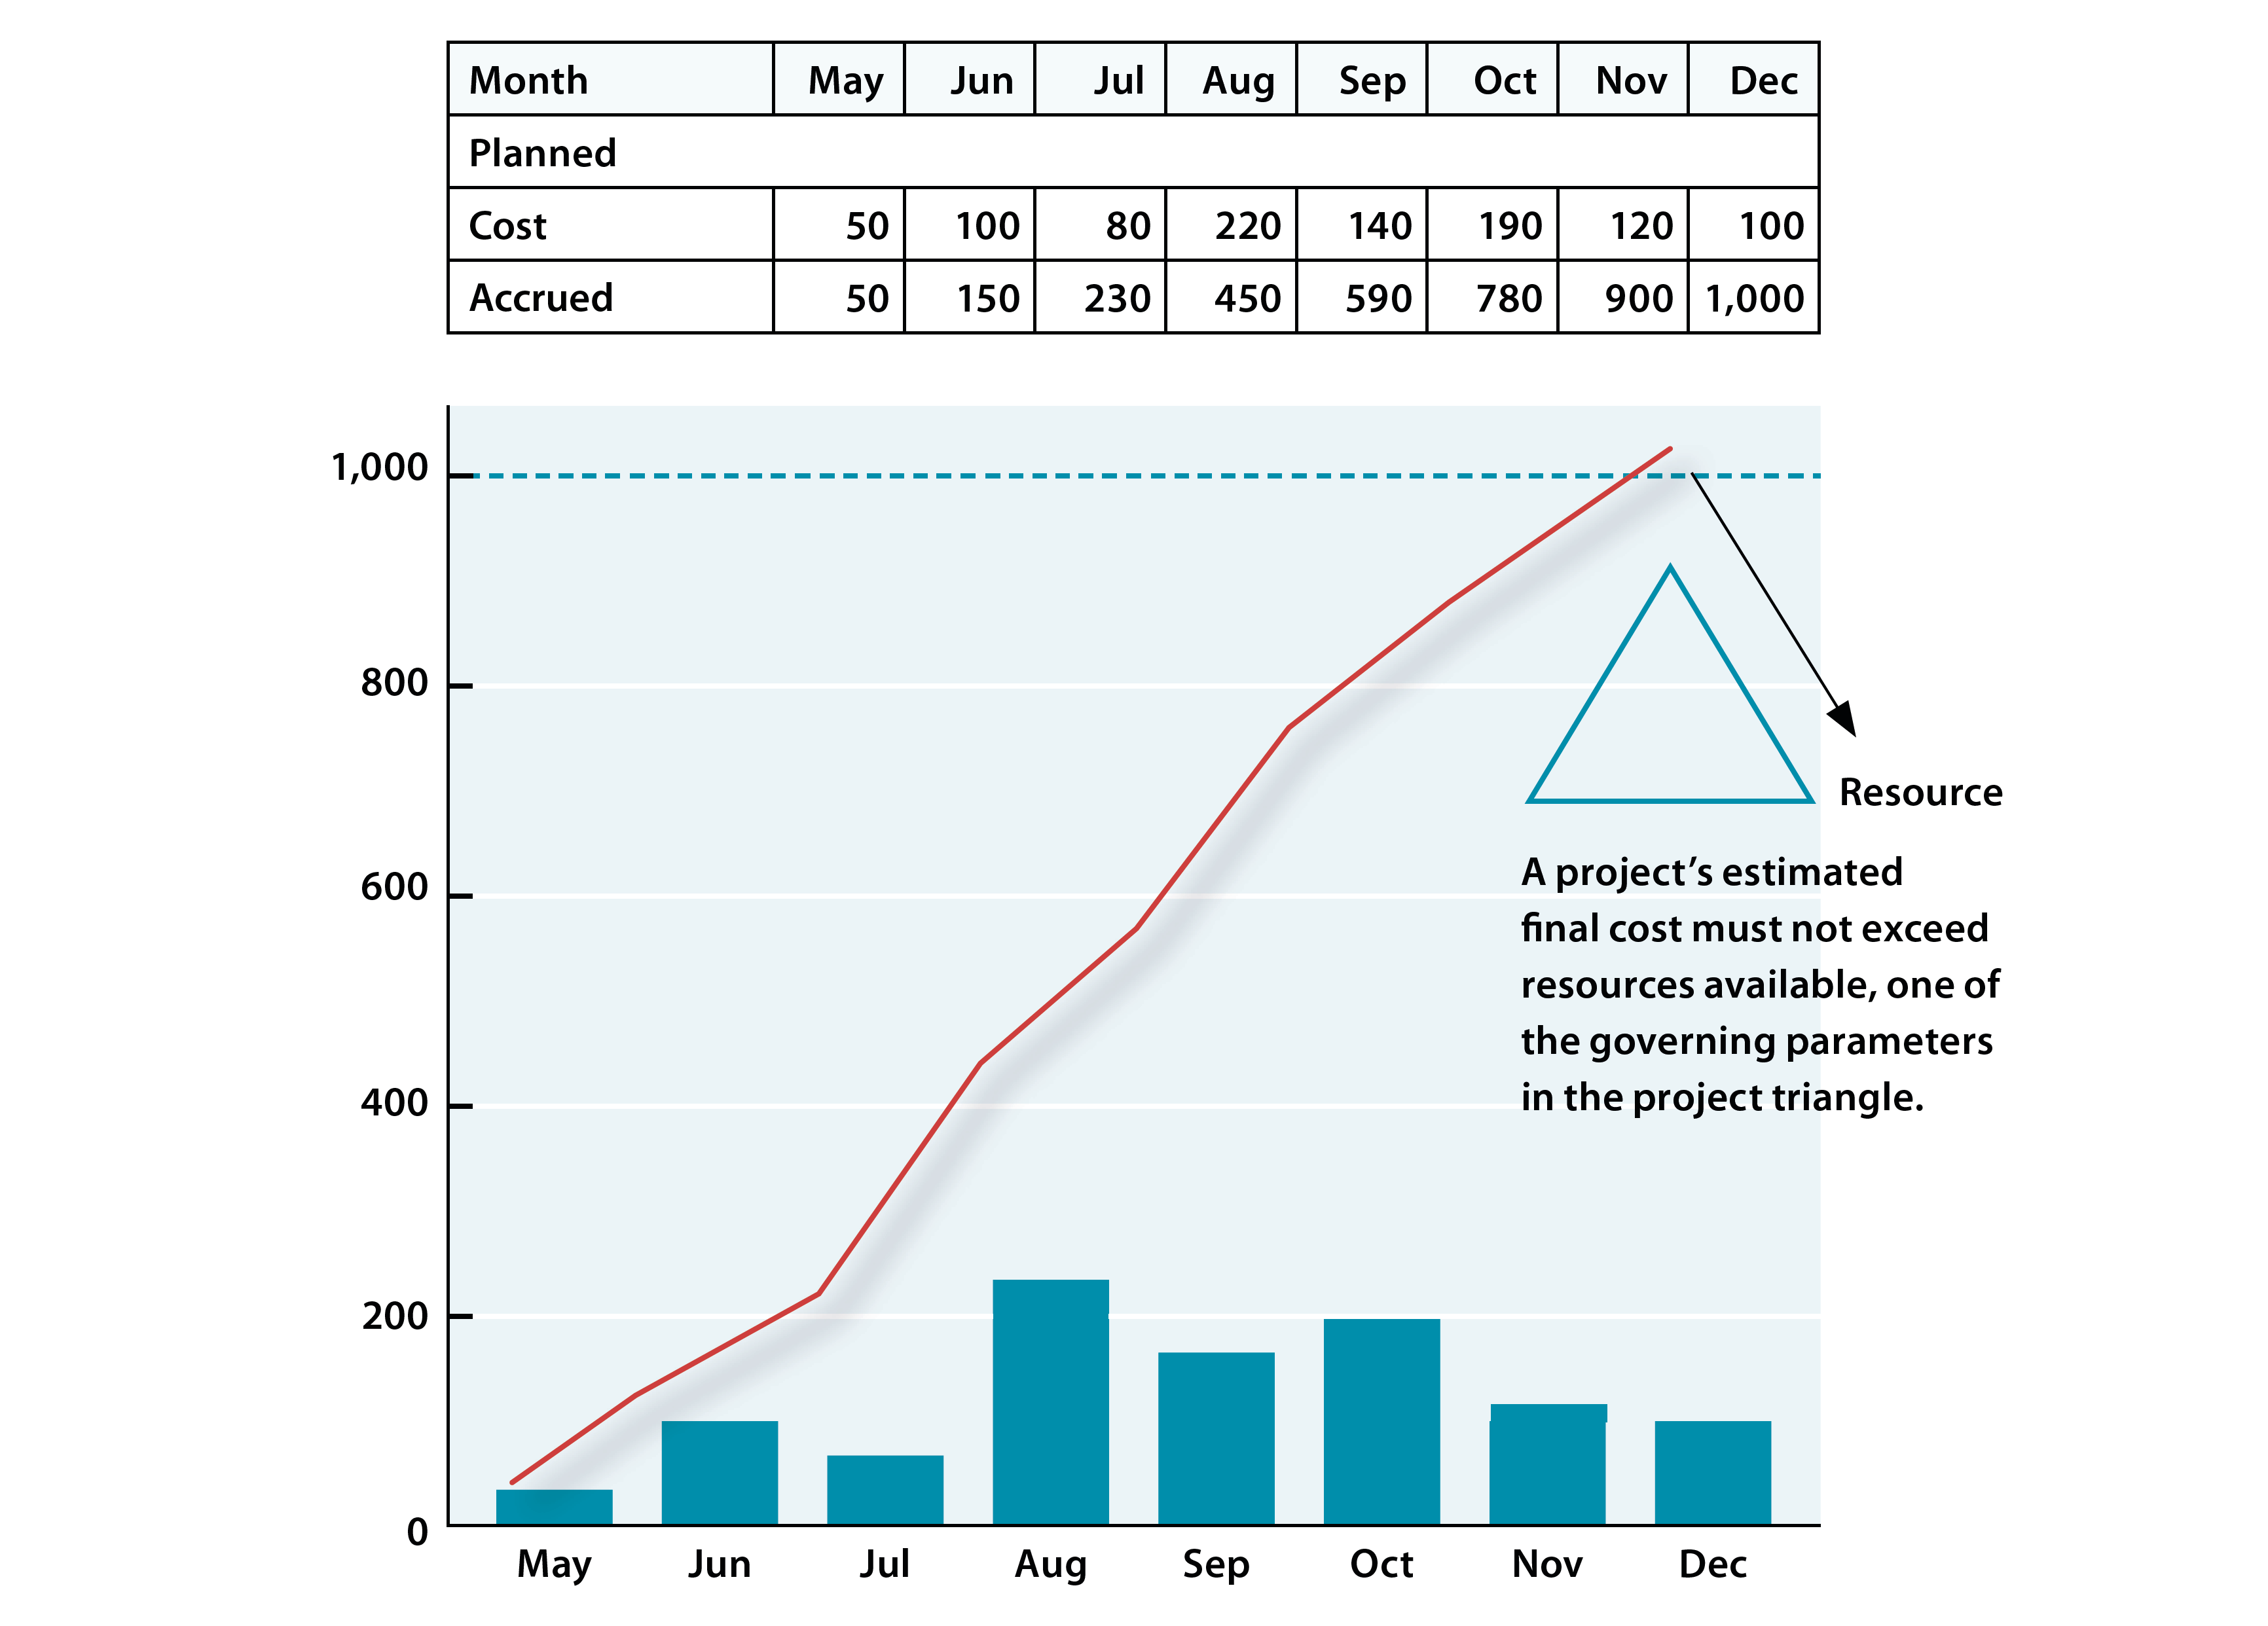 Month May Jun Jul Aug Sep Oct Nov Dec
Planned
Cost 50 100 80 220 140 190 120 100
Accrued 50 150 230 450 590 780 900 1,000
1,000
800
600
400
200
0
Resource
A project’s estimated
final cost must not exceed
resources available, one of
the governing parameters
in the project triangle.
May Jun Jul Aug Sep Oct Nov Dec